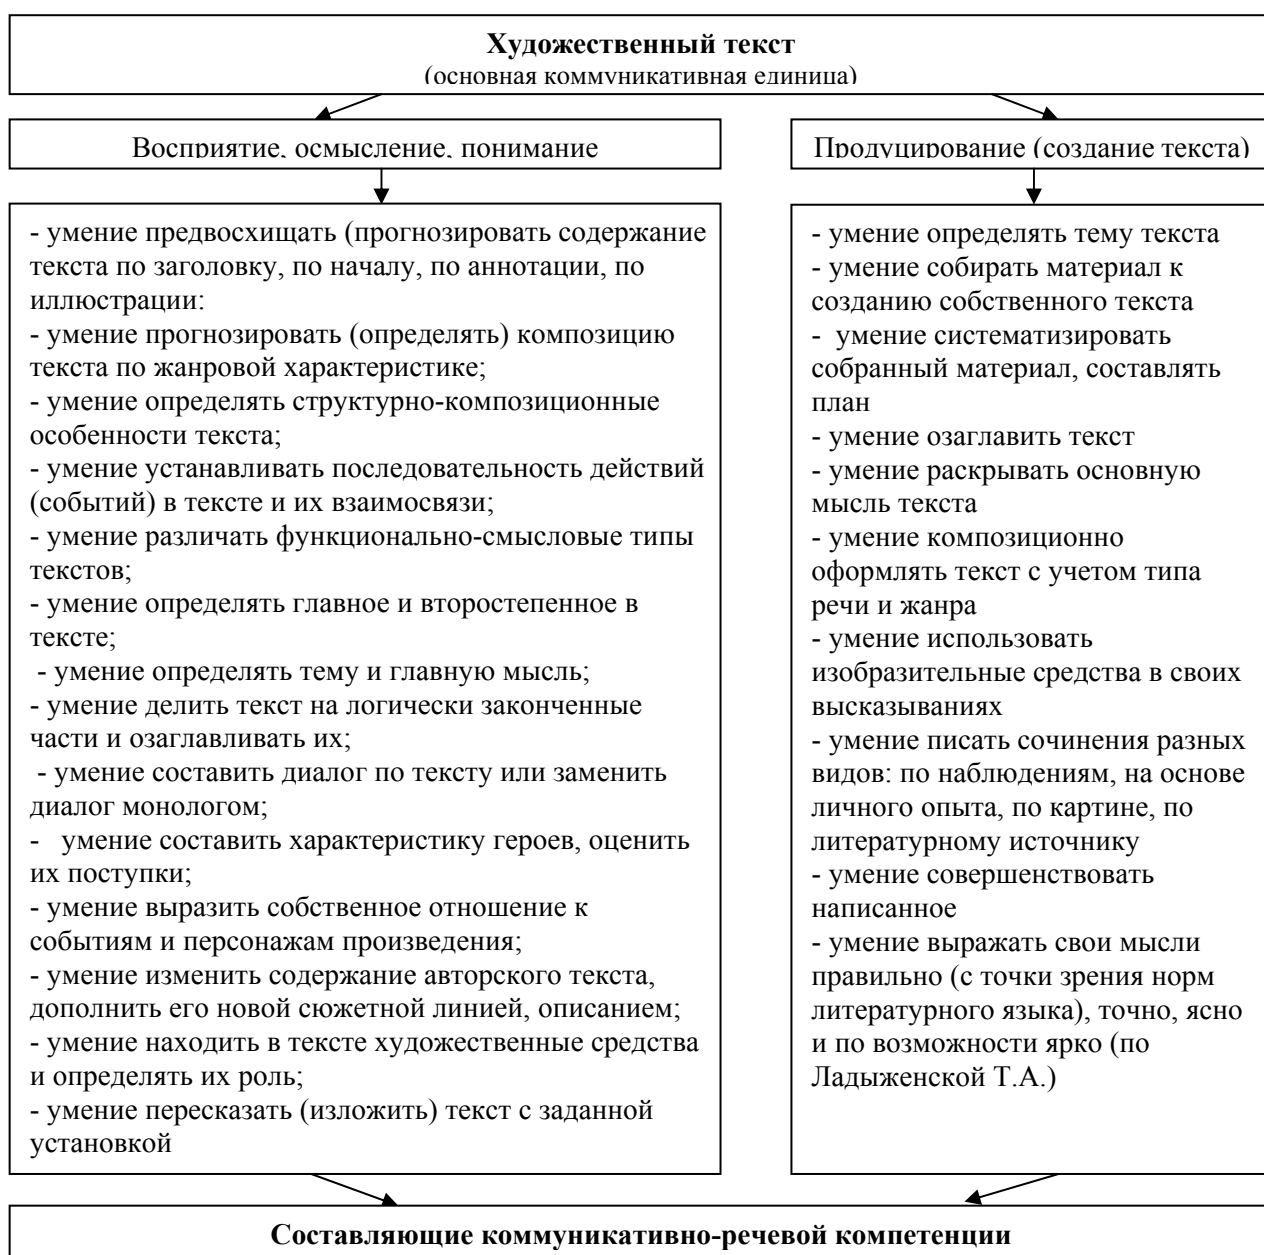 Художественный текст
(основная коммуникативная единица)
Восприятие, осмысление, понимание
- умение предвосхищать (прогнозировать содержание
текста по заголовку, по началу, по аннотации, по
иллюстрации:
- умение прогнозировать (определять) композицию
текста по жанровой характеристике;
- умение определять структурно-композиционные
особенности текста;
- умение устанавливать последовательность действий
(событий) в тексте и их взаимосвязи;
- умение различать функционально-смысловые типы
текстов;
- умение определять главное и второстепенное в
тексте;
- умение определять тему и главную мысль;
- умение делить текст на логически законченные
части и озаглавливать их;
- умение составить диалог по тексту или заменить
диалог монологом;
- умение составить характеристику героев, оценить
их поступки;
- умение выразить собственное отношение к
событиям и персонажам произведения;
- умение изменить содержание авторского текста,
дополнить его новой сюжетной линией, описанием;
- умение находить в тексте художественные средства
и определять их роль;
- умение пересказать (изложить) текст с заданной
установкой
Продуцирование (создание текста)
- умение определять тему текста
- умение собирать материал к
созданию собственного текста
- умение систематизировать
собранный материал, составлять
план
- умение озаглавить текст
- умение раскрывать основную
мысль текста
- умение композиционно
оформлять текст с учетом типа
речи и жанра
- умение использовать
изобразительные средства в своих
высказываниях
- умение писать сочинения разных
видов: по наблюдениям, на основе
личного опыта, по картине, по
литературному источнику
- умение совершенствовать
написанное
- умение выражать свои мысли
правильно (с точки зрения норм
литературного языка), точно, ясно
и по возможности ярко (по
Ладыженской Т.А.)
Составляющие коммуникативно-речевой компетенции